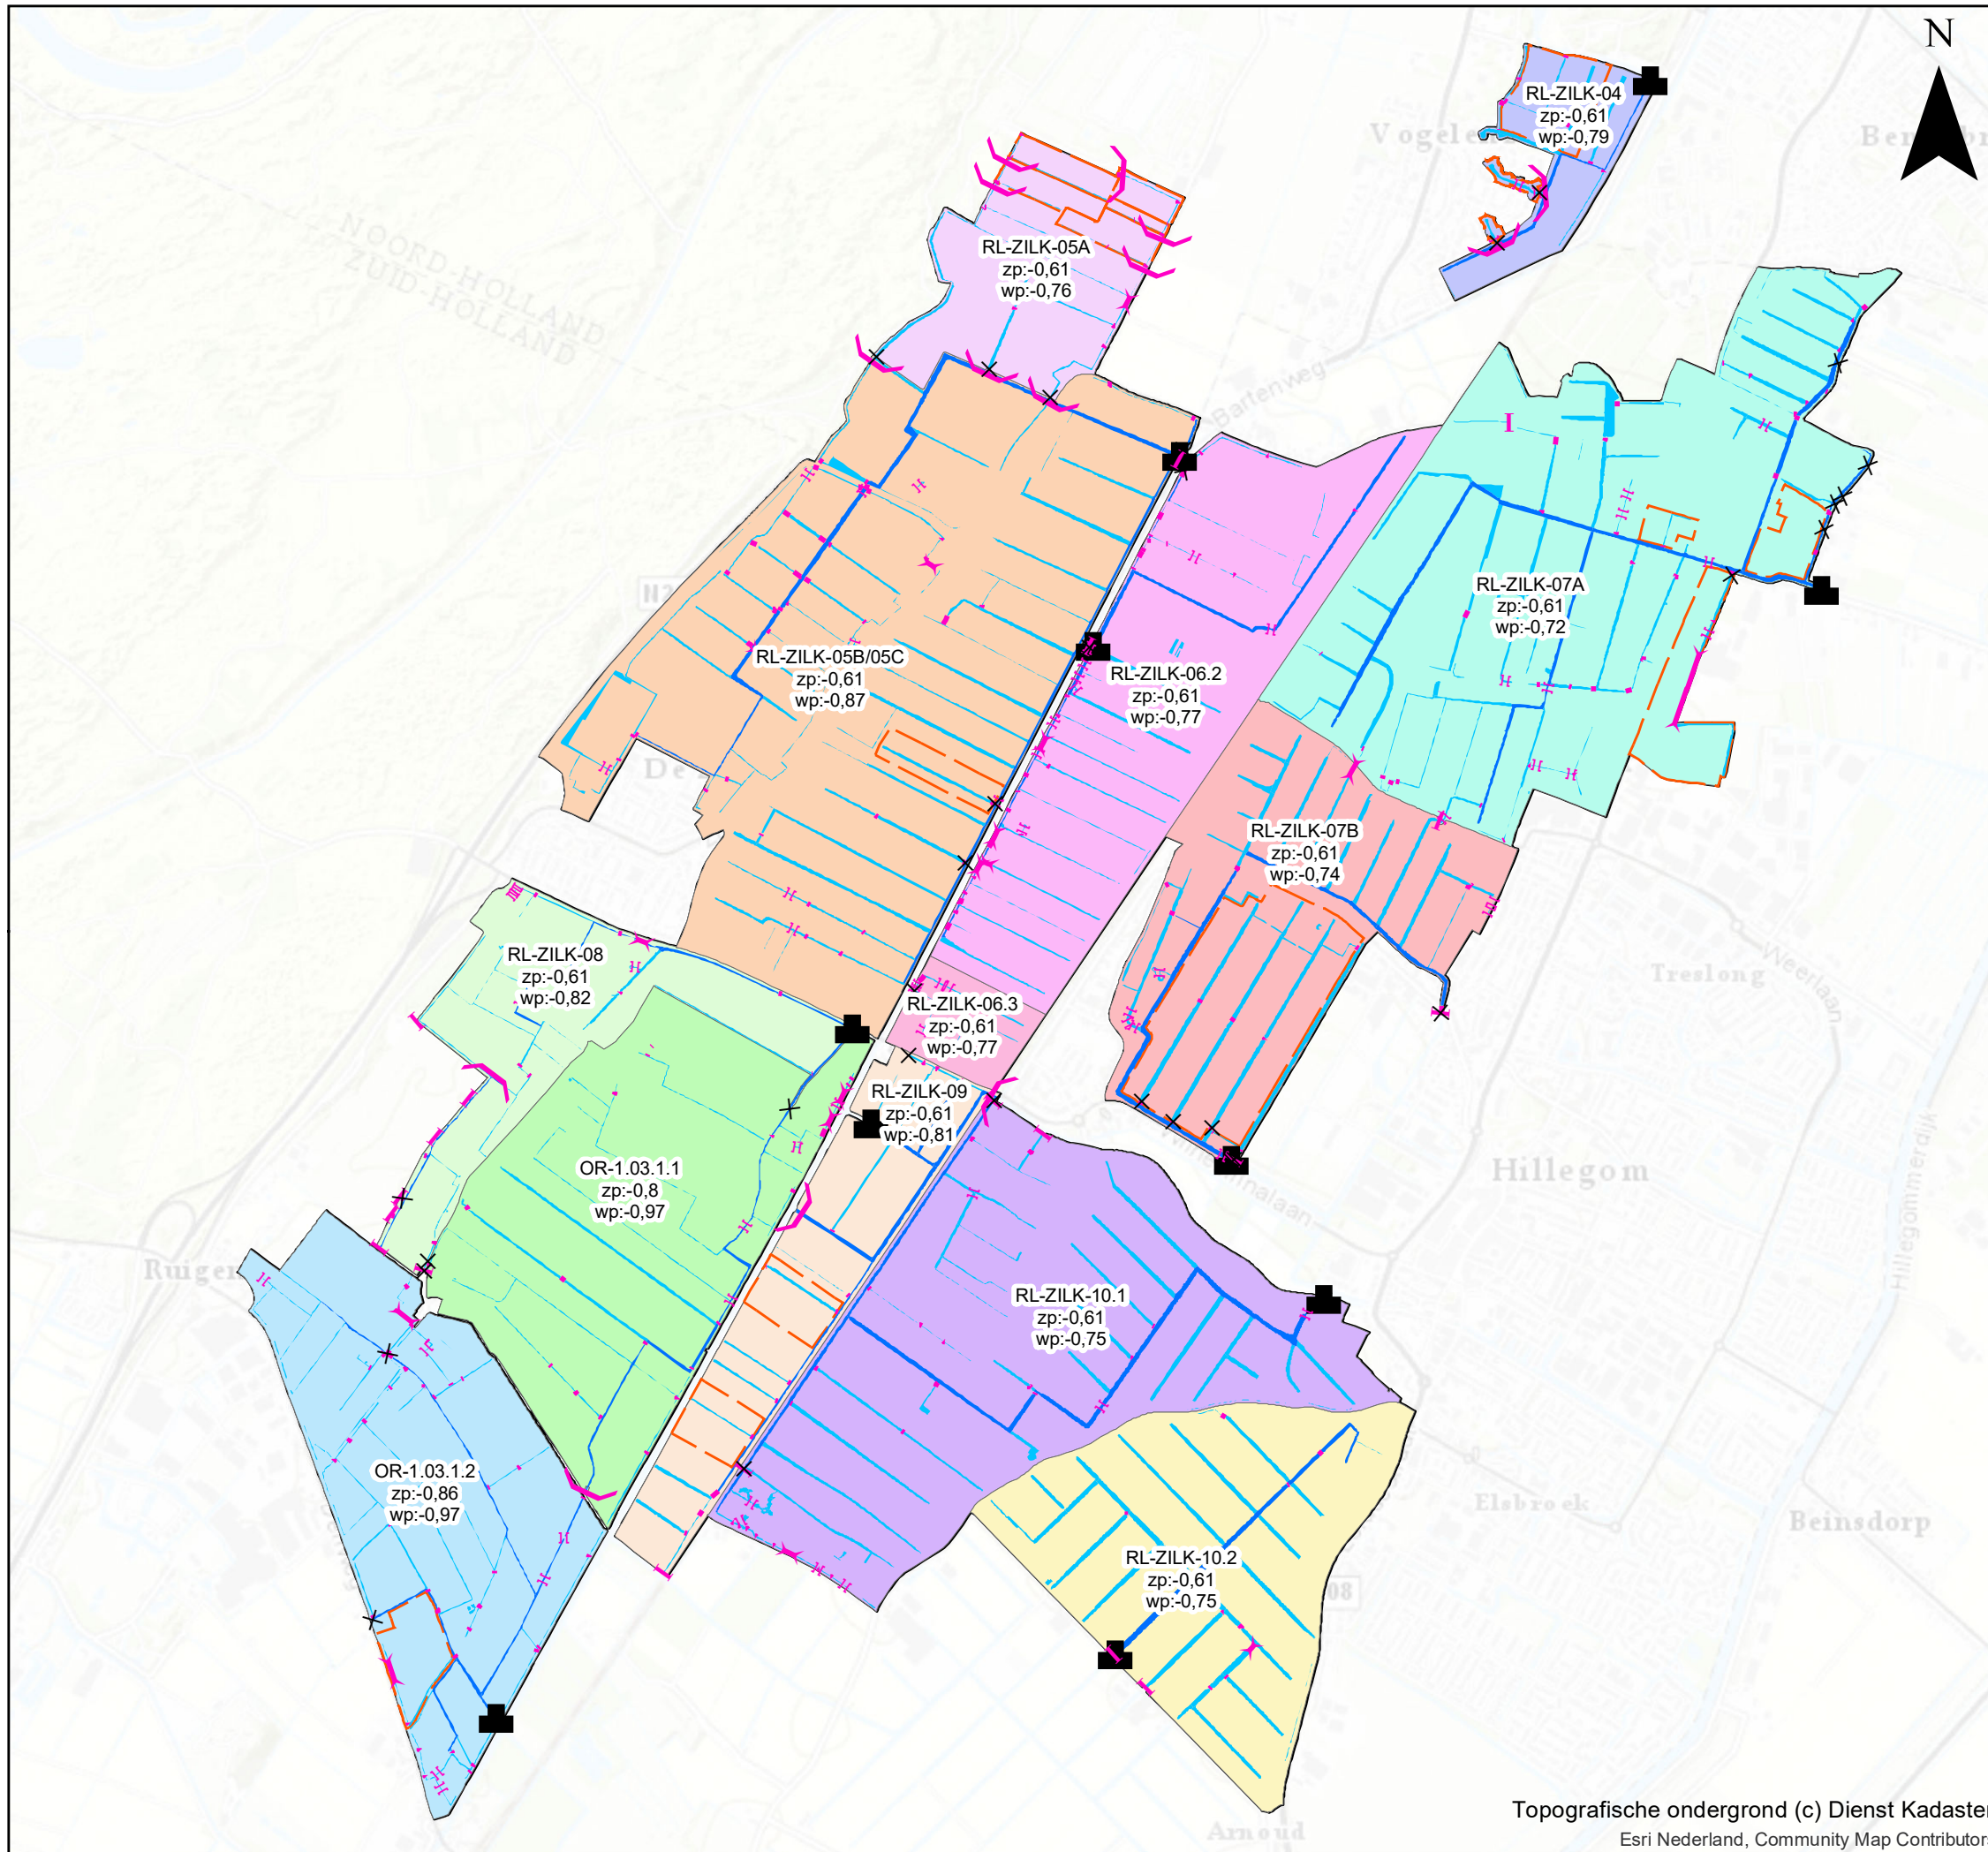 N
RL-ZILK-04
zp:-0,61
wp:-0,79
NOORD-HOLLAND
ZUID-HOLLAND
RL-ZILK-05A
zp:-0,61
wp:-0,76
Bartenweg
RL-ZILK-07A
zp:-0,61
wp:-0,72
RL-ZILK-05B/05C
zp:-0,61
wp:-0,87
RL-ZILK-06.2
zp:-0,61
wp:-0,77
De
RL-ZILK-07B
zp:-0,61
wp:-0,74
Weerlaan
Treslong
RL-ZILK-08
zp:-0,61
wp:-0,82
RL-ZILK-06.3
zp:-0,61
wp:-0,77
RL-ZILK-09
zp:-0,61
wp:-0,81
OR-1.03.1.1
zp:-0,8
wp:-0,97
Hillegom
Hillegommerdijk
RL-ZILK-10.1
zp:-0,61
wp:-0,75
OR-1.03.1.2
zp:-0,86
wp:-0,97
Elsbroek
Beinsdorp
RL-ZILK-10.2
zp:-0,61
wp:-0,75
08
Topografische ondergrond (c) Dienst Kadaster
Esri Nederland, Community Map Contributors
Arnoud